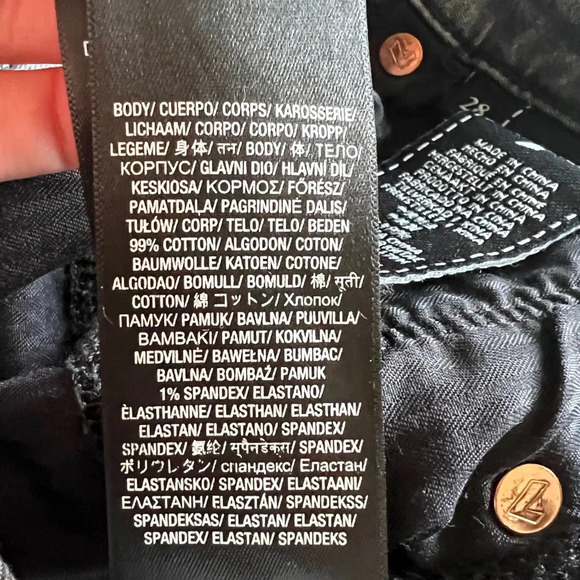 BODY/ CUERPO/ CORPS/ KAROSSERIE/
LICHAAM/ CORPO/ CORPO/ KROPP/
LEGEME/ 身体/ तन/ BODY/ 体/ ТЕЛО/
КОРПУС/ GLAVNI DIO/ HLAVNÍ DÍL/
KESKIOSA/ ΚΟΡΜΟΣ/ FŐRÉSZ/
PAMATDAĻA/ PAGRINDINĖ DALIS/
TUŁÓW/ CORP/ TELO/ TELO/ BEDEN
99% COTTON/ ALGODON/ COTON/
BAUMWOLLE/ KATOEN/ COTONE/
ALGODAO/ BOMULL/ BOMULD/ 棉/ सूती/
COTTON/ 綿 コットン/ Хлопок/
ПАМУК/ PAMUK/ BAVLNA/ PUUVILLA/
ΒΑΜΒΑΚΙ/ PAMUT/ KOKVILNA/
MEDVILNĖ/ BAWEŁNA/ BUMBAC/
BAVLNA/ BOMBAŽ/ PAMUK
1% SPANDEX/ ELASTANO/
ÈLASTHANNE/ ELASTHAN/ ELASTHAN/
ELASTAN/ ELASTANO/ SPANDEX/
SPANDEX/ 氨纶/ स्पैनडेक्स/ SPANDEX/
ポリウレタン/ спандекс/ Еластан/
ELASTANSKO/ SPANDEX/ ELASTAANI/
ΕΛΑΣΤΑΝΗ/ ELASZTÁN/ SPANDEKSS/
SPANDEKSAS/ ELASTAN/ ELASTAN/
SPANDEX/ ELASTAN/ SPANDEKS
28
MADE IN CHINA